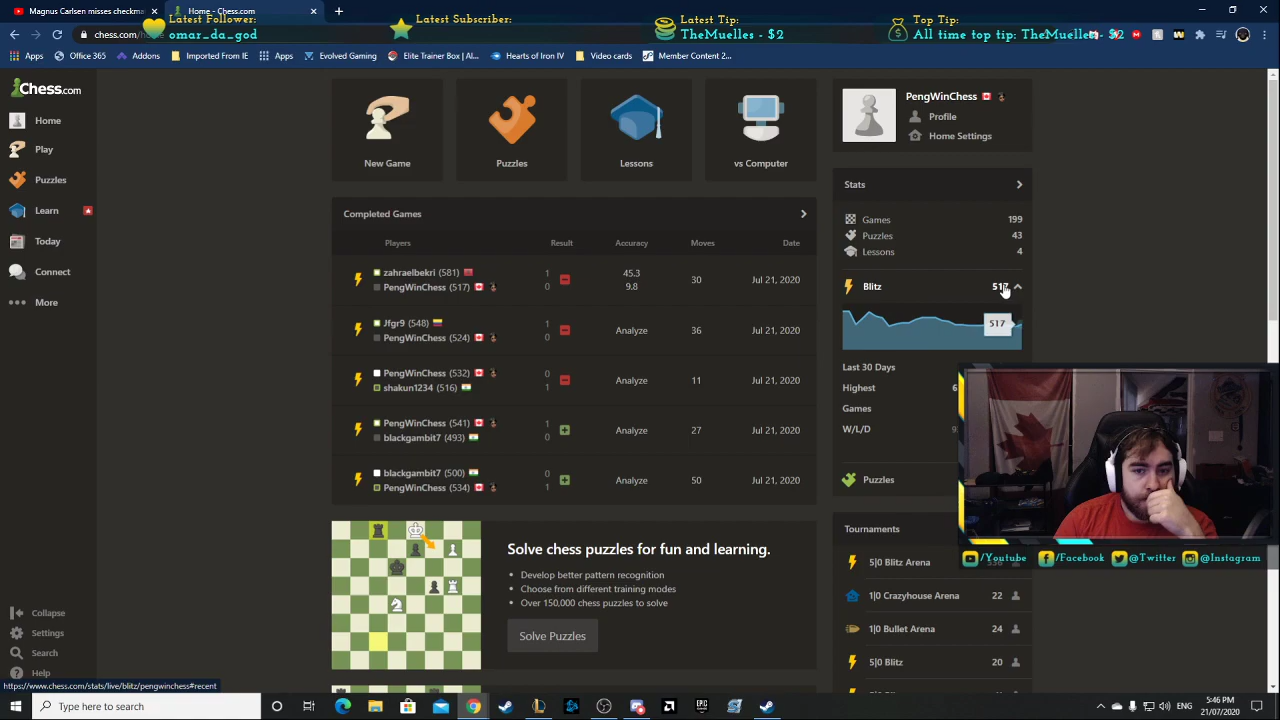 Magnus Carlsen misses checkmat
Home - Chess.com
Latest Follower:
omar_da_god
Latest Subscriber:
Latest Tip:
TheMuelles - $2
Top Tip:
All time top tip: TheMuelles - $2
chess.com/
Apps
Office 365
Addons
Imported From IE
Apps
Evolved Gaming
Elite Trainer Box | Al...
Hearts of Iron IV
Video cards
Member Content 2...
Chess.com
Home
Play
Puzzles
Learn
Today
Connect
More
Collapse
Settings
Search
Help
New Game
Puzzles
Lessons
vs Computer
Completed Games
Players Result Accuracy Moves Date
zahraelbekri (581) 1 45.3
PengWinChess (517) 0 9.8
30 Jul 21, 2020
Jfgr9 (548) 1
PengWinChess (524) 0
Analyze 36 Jul 21, 2020
PengWinChess (532) 0
shakun1234 (516) 1
Analyze 11 Jul 21, 2020
PengWinChess (541) 1
blackgambit7 (493) 0
Analyze 27 Jul 21, 2020
blackgambit7 (500) 0
PengWinChess (534) 1
Analyze 50 Jul 21, 2020
Solve chess puzzles for fun and learning.
• Develop better pattern recognition
• Choose from different training modes
• Over 150,000 chess puzzles to solve
Solve Puzzles
PengWinChess
Profile
Home Settings
Stats
Games 199
Puzzles 43
Lessons 4
Blitz 517
517
Last 30 Days
Highest
Games
W/L/D
Puzzles
Tournaments
5|0 Blitz Arena
1|0 Crazyhouse Arena 22
1|0 Bullet Arena 24
5|0 Blitz 20
/Youtube
/Facebook
@Twitter
@Instagram
https://www.chess.com/stats/live/blitz/pengwinchess#recent
Type here to search
ENG
5:46 PM
21/07/2020